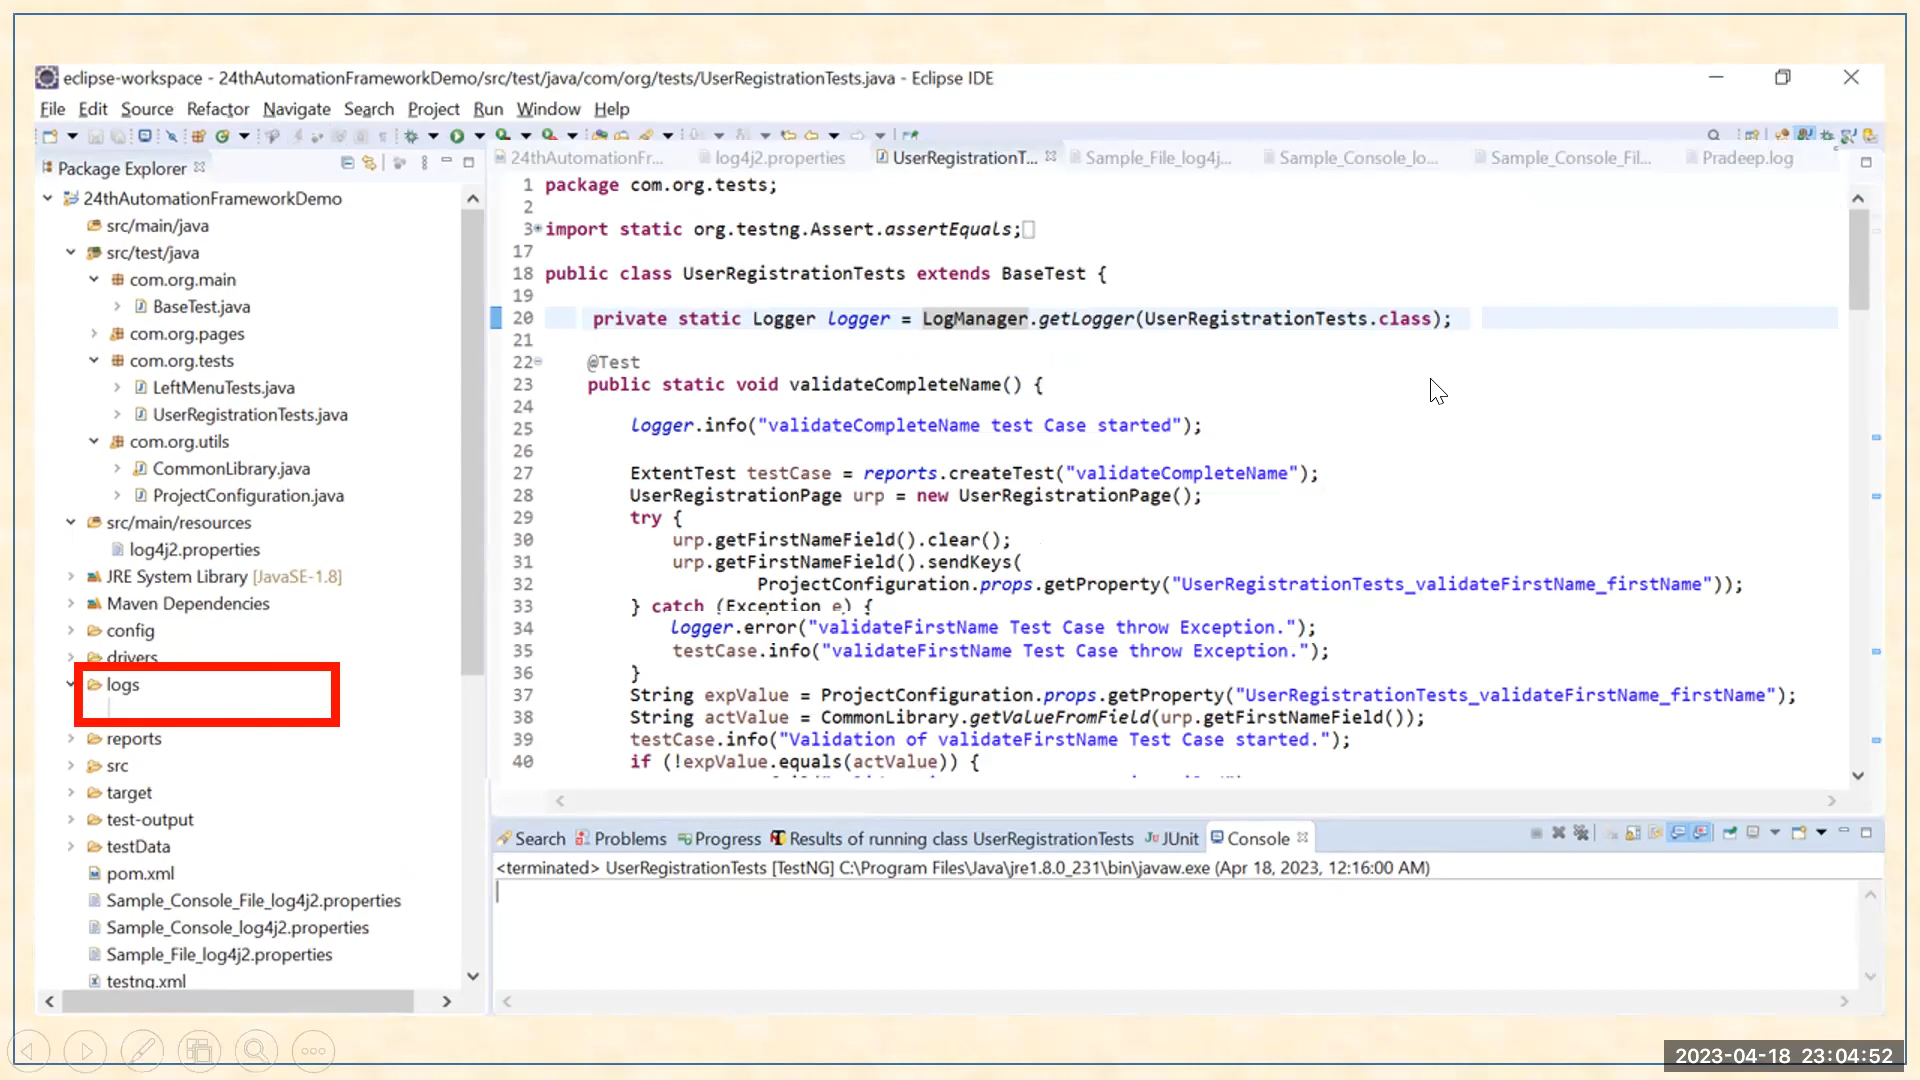 eclipse-workspace - 24thAutomationFrameworkDemo/src/test/java/com/org/tests/UserRegistrationTests.java - Eclipse IDE
File Edit Source Refactor Navigate Search Project Run Window Help
Package Explorer
24thAutomationFrameworkDemo
src/main/java
src/test/java
com.org.main
BaseTest.java
com.org.pages
com.org.tests
LeftMenuTests.java
UserRegistrationTests.java
com.org.utils
CommonLibrary.java
ProjectConfiguration.java
src/main/resources
log4j2.properties
JRE System Library [JavaSE-1.8]
Maven Dependencies
config
drivers
logs
reports
src
target
test-output
testData
pom.xml
Sample_Console_File_log4j2.properties
Sample_Console_log4j2.properties
Sample_File_log4j2.properties
testng.xml
24thAutomationFr... log4j2.properties UserRegistrationT... Sample_File_log4j... Sample_Console_lo... Sample_Console_Fil... Pradeep.log
1 package com.org.tests;
2
3 import static org.testng.Assert.assertEquals;
17
18 public class UserRegistrationTests extends BaseTest {
19
20 private static Logger logger = LogManager.getLogger(UserRegistrationTests.class);
21
22 @Test
23 public static void validateCompleteName() {
24
25 logger.info("validateCompleteName test Case started");
26
27 ExtentTest testCase = reports.createTest("validateCompleteName");
28 UserRegistrationPage urp = new UserRegistrationPage();
29 try {
30 urp.getFirstNameField().clear();
31 urp.getFirstNameField().sendKeys(
32 ProjectConfiguration.props.getProperty("UserRegistrationTests_validateFirstName_firstName"));
33 } catch (Exception e) {
34 logger.error("validateFirstName Test Case throw Exception.");
35 testCase.info("validateFirstName Test Case throw Exception.");
36 }
37 String expValue = ProjectConfiguration.props.getProperty("UserRegistrationTests_validateFirstName_firstName");
38 String actValue = CommonLibrary.getValueFromField(urp.getFirstNameField());
39 testCase.info("Validation of validateFirstName Test Case started.");
40 if (!expValue.equals(actValue)) {
Search Problems Progress Results of running class UserRegistrationTests JUnit Console
<terminated> UserRegistrationTests [TestNG] C:\Program Files\Java\jre1.8.0_231\bin\javaw.exe (Apr 18, 2023, 12:16:00 AM)
2023-04-18 23:04:52